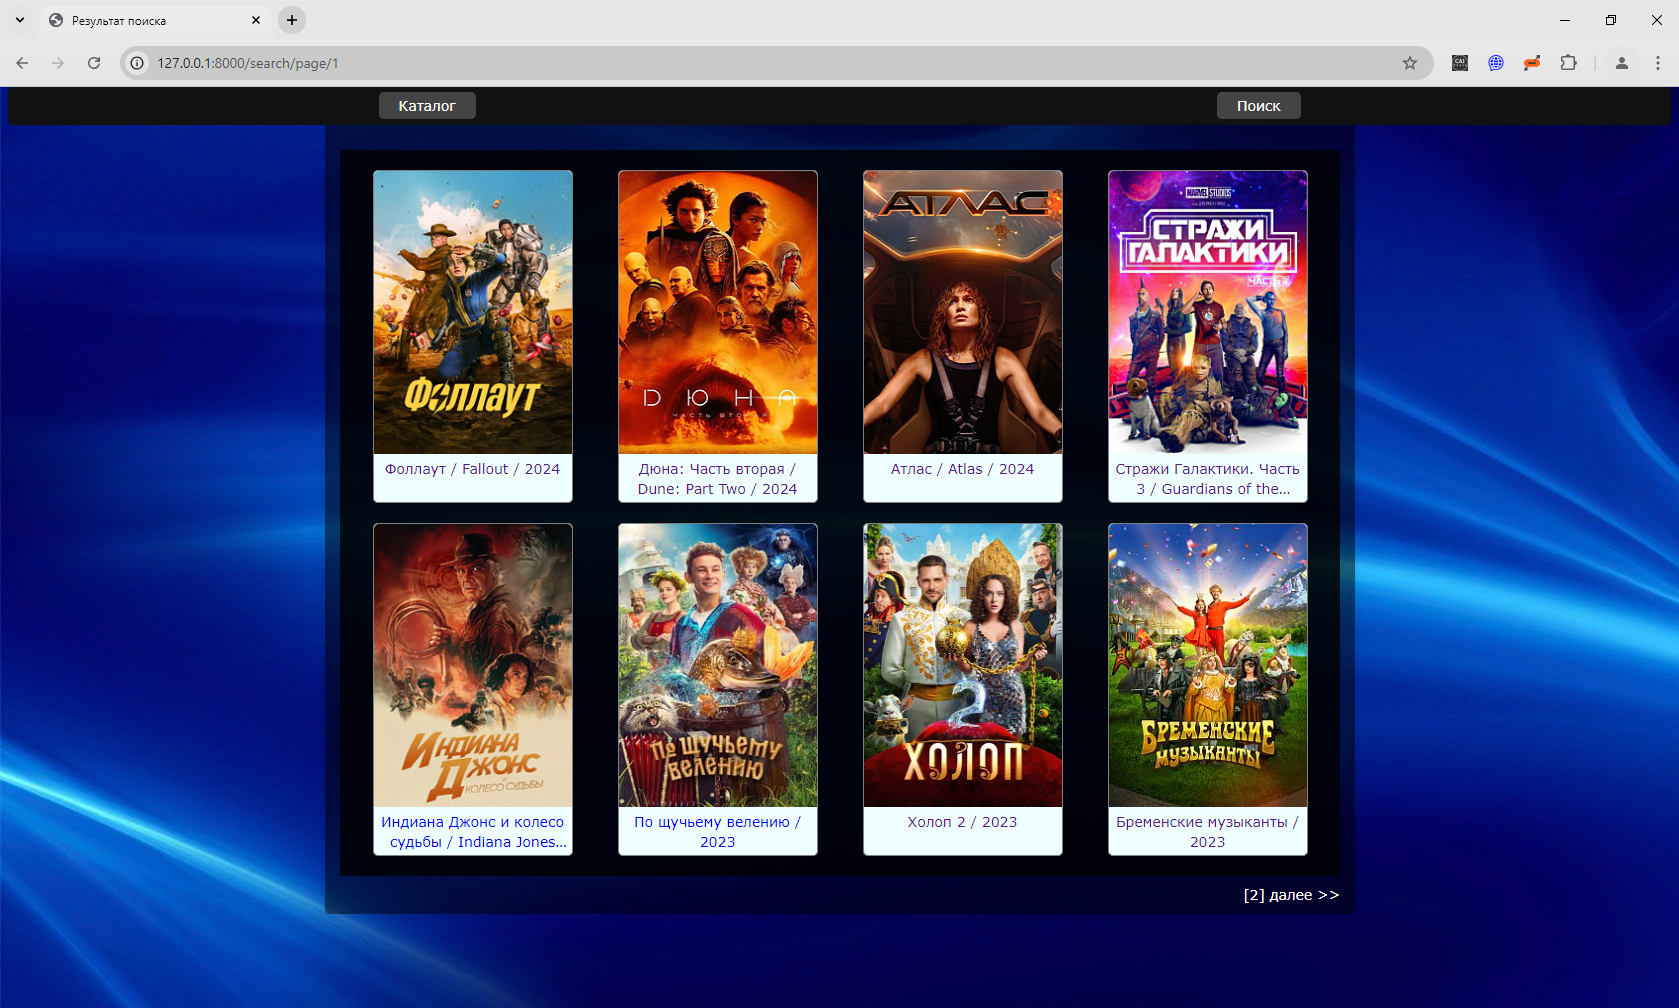 Результат поиска
127.0.0.1:8000/search/page/1
Каталог
Поиск
Фоллаут
ДЮНА
ЧАСТЬ ВТОРАЯ
АТЛАС
MARVEL STUDIOS
СТРАЖИ
ГАЛАКТИКИ
ЧАСТЬ 3
Фоллаут / Fallout / 2024
Дюна: Часть вторая /
Dune: Part Two / 2024
Атлас / Atlas / 2024
Стражи Галактики. Часть
3 / Guardians of the...
ИНДИАНА
ДЖОНС
И
КОЛЕСО СУДЬБЫ
По щучьему
велению
2
ХОЛОП
БРЕМЕНСКИЕ
МУЗЫКАНТЫ
Индиана Джонс и колесо
судьбы / Indiana Jones...
По щучьему велению /
2023
Холоп 2 / 2023
Бременские музыканты /
2023
[2] далее >>